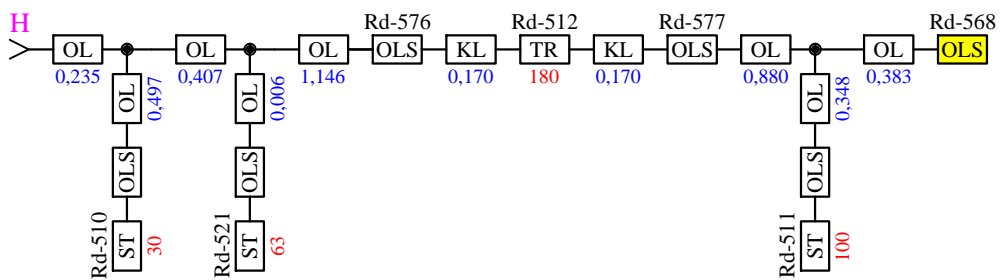 H
Rd-576
Rd-512
Rd-577
Rd-568
OL
OL
OL
OLS
KL
TR
KL
OLS
OL
OL
OLS
0,235
0,407
1,146
0,170
180
0,170
0,880
0,383
OL
0,497
OL
0,006
OL
0,348
OLS
OLS
OLS
Rd-510
ST
30
Rd-521
ST
63
Rd-511
ST
100